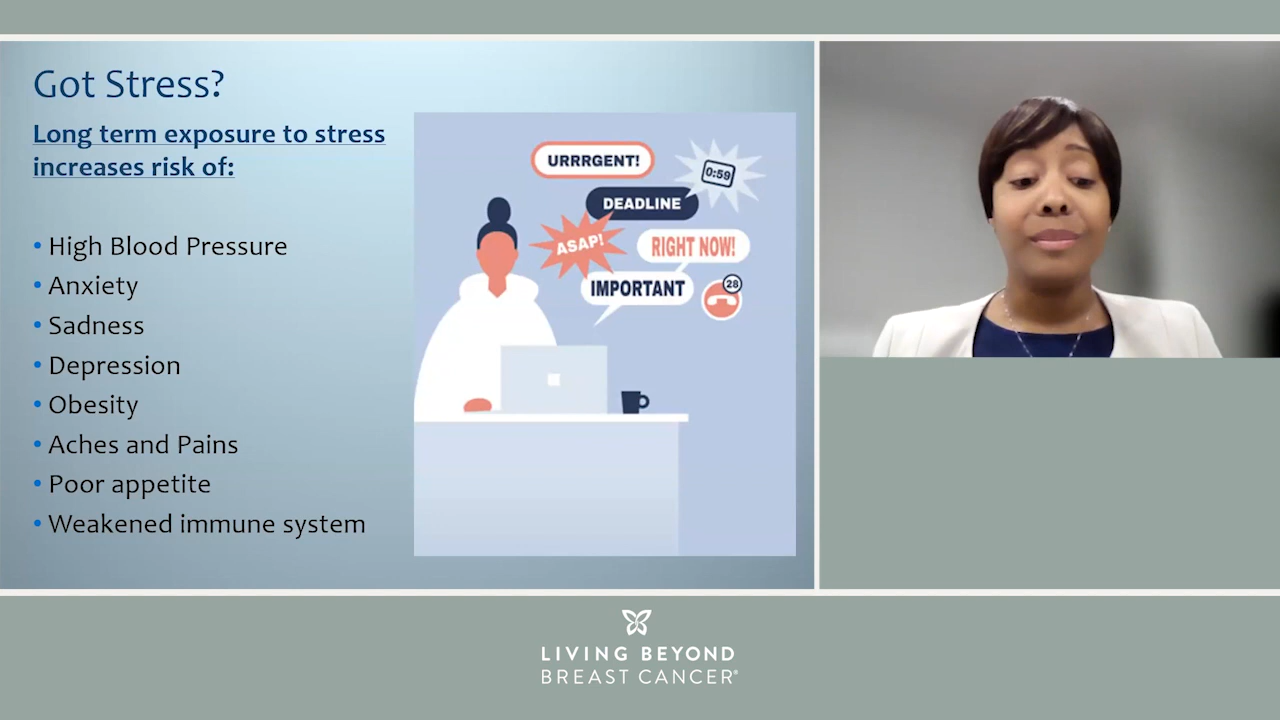 Got Stress?
Long term exposure to stress
increases risk of:
• High Blood Pressure
• Anxiety
• Sadness
• Depression
• Obesity
• Aches and Pains
• Poor appetite
• Weakened immune system
URRRGENT!
0:59
DEADLINE
ASAP!
RIGHT NOW!
IMPORTANT
28
LIVING BEYOND
BREAST CANCER®